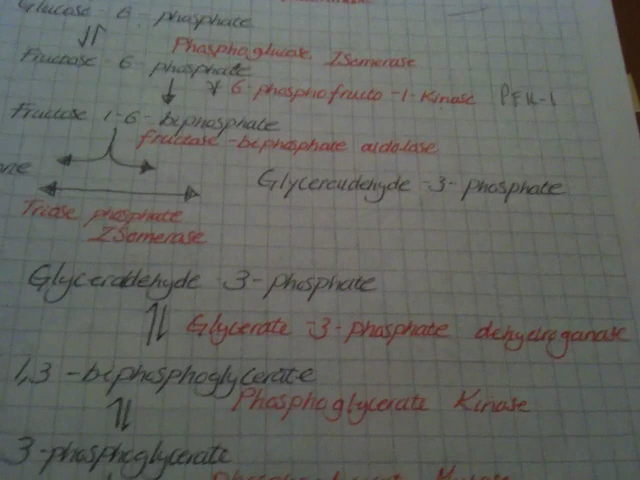 Glucose - 6 - phosphate
Phosphoglucose Isomerase
Fructose - 6 - phosphate
6 phosphofructo -1- Kinase PFK-1
Fructose 1-6- biphosphate
fructose -biphosphate aldolase
Glyceraudehyde -3- phosphate
Triose phosphate
Isomerase
Glyceraldehyde 3-phosphate
Glycerate -3- phosphate dehydroganase
1,3 -biphosphoglycerate
Phosphoglycerate Kinase
3-phosphoglycerate